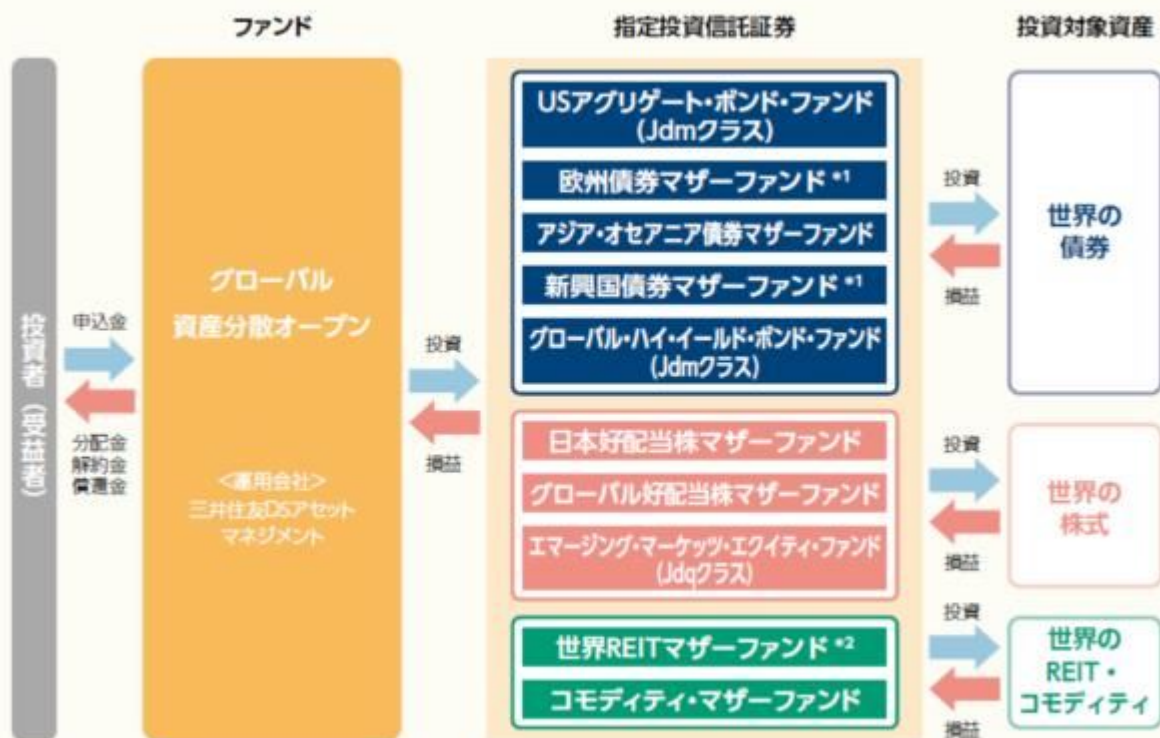 ファンド
指定投資信託証券
投資対象資産
投資者（受益者）
申込金
分配金
解約金
償還金
グローバル
資産分散オープン
＜運用会社＞
三井住友DSアセット
マネジメント
投資
損益
USアグリゲート・ボンド・ファンド
(Jdmクラス)
欧州債券マザーファンド *1
アジア・オセアニア債券マザーファンド
新興国債券マザーファンド *1
グローバル・ハイ・イールド・ボンド・ファンド
(Jdmクラス)
投資
損益
世界の
債券
日本好配当株マザーファンド
グローバル好配当株マザーファンド
エマージング・マーケッツ・エクイティ・ファンド
(Jdqクラス)
投資
損益
世界の
株式
世界REITマザーファンド *2
コモディティ・マザーファンド
投資
損益
世界の
REIT・
コモディティ